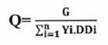 Q= G / ∑ⁿᵢ₌₁ Yi.DDi